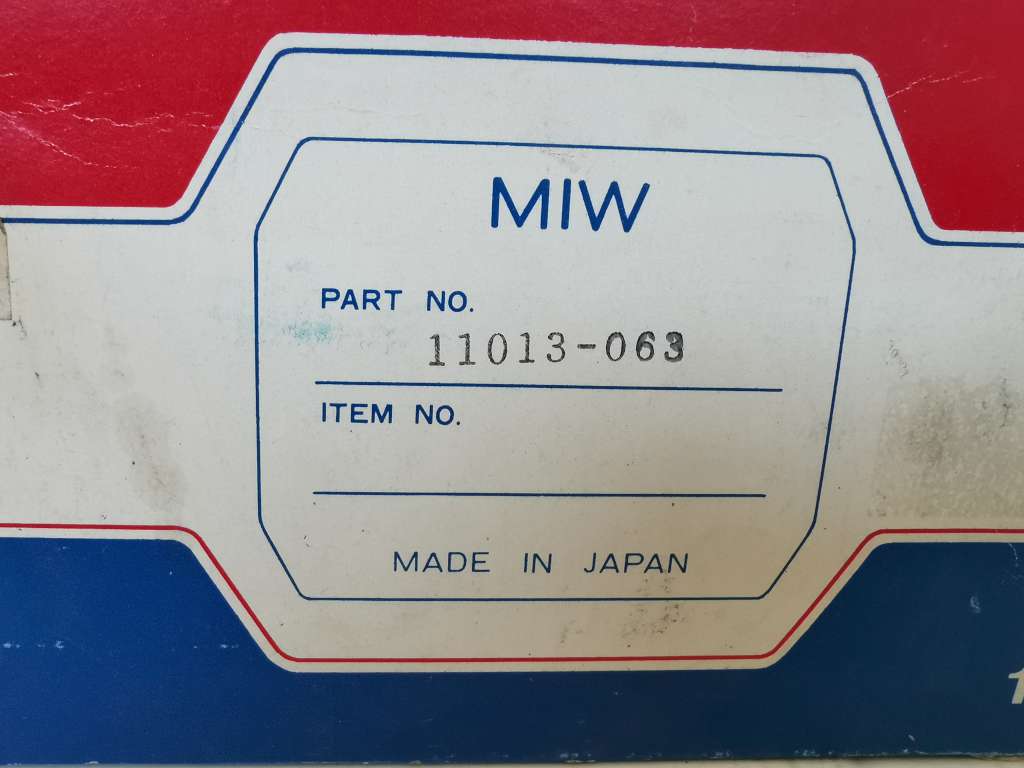 MIW
PART NO.
11013-063
ITEM NO.
MADE IN JAPAN